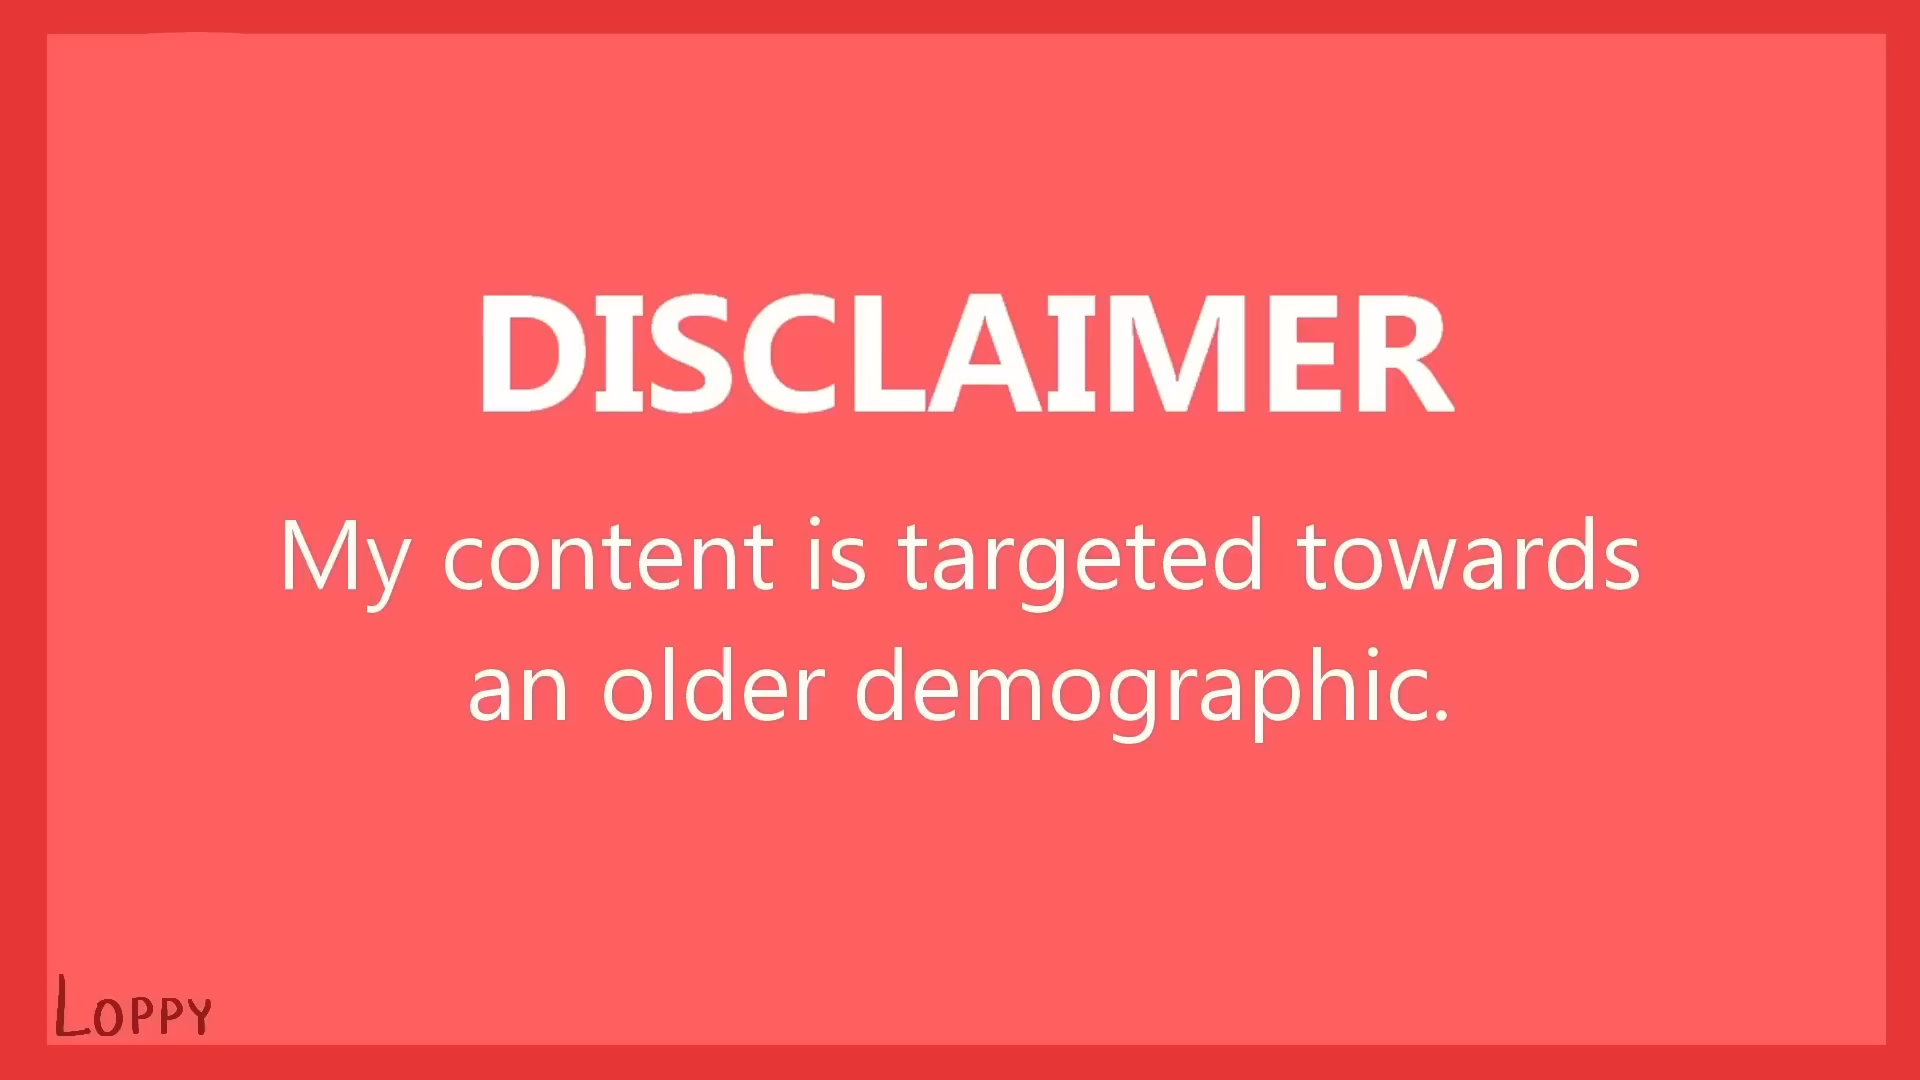 DISCLAIMER
My content is targeted towards
an older demographic.
LOPPY